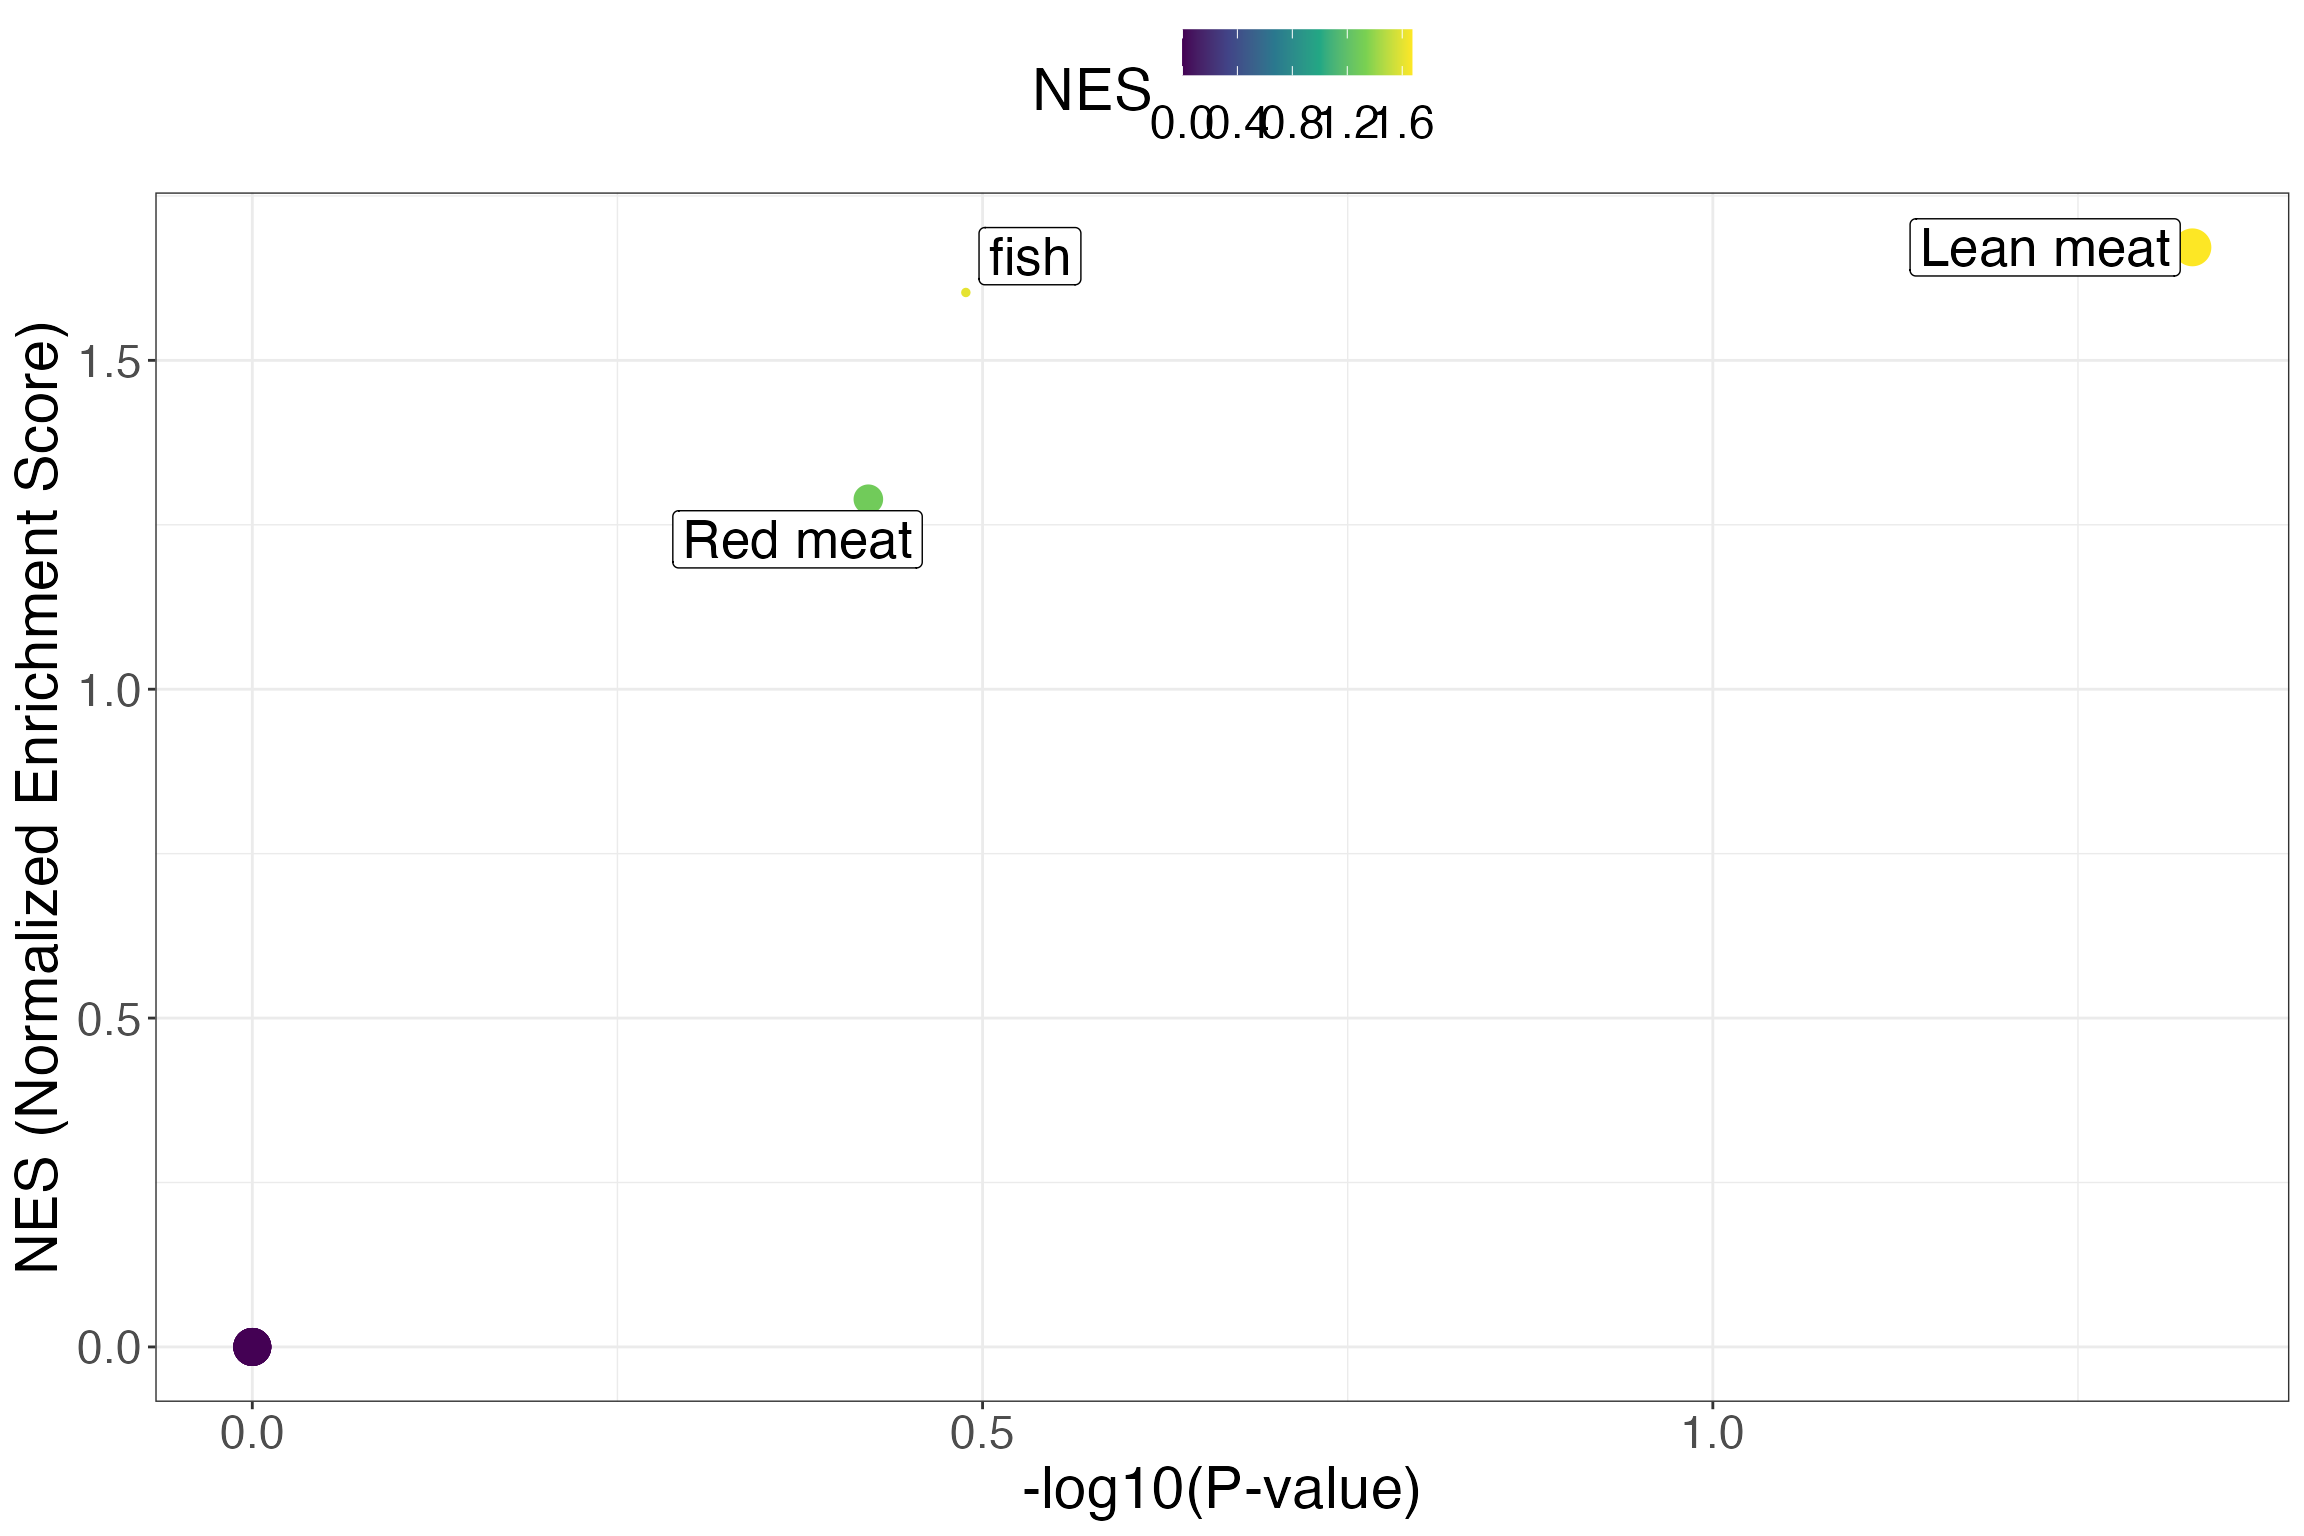 NES
0.0 0.4 0.8 1.2 1.6
fish
Lean meat
Red meat
NES (Normalized Enrichment Score)
1.5
1.0
0.5
0.0
0.0 0.5 1.0
-log10(P-value)